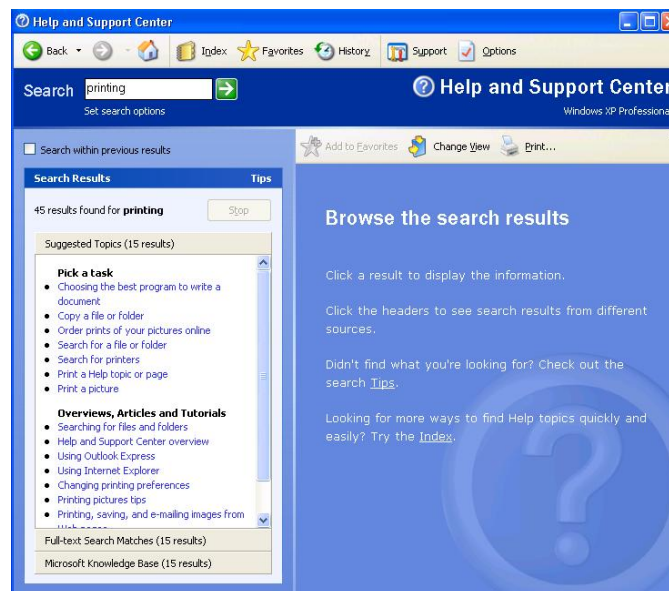 Help and Support Center
Back
Index
Favorites
History
Support
Options
Search
printing
Set search options
Help and Support Center
Windows XP Professional
Search within previous results
Add to Favorites
Change View
Print...
Search Results
Tips
45 results found for printing
Stop
Suggested Topics (15 results)
Pick a task
Choosing the best program to write a
document
Copy a file or folder
Order prints of your pictures online
Search for a file or folder
Search for printers
Print a Help topic or page
Print a picture
Overviews, Articles and Tutorials
Searching for files and folders
Help and Support Center overview
Using Outlook Express
Using Internet Explorer
Changing printing preferences
Printing pictures tips
Printing, saving, and e-mailing images from
Full-text Search Matches (15 results)
Microsoft Knowledge Base (15 results)
Browse the search results
Click a result to display the information.
Click the headers to see search results from different
sources.
Didn't find what you're looking for? Check out the
search Tips.
Looking for more ways to find Help topics quickly and
easily? Try the Index.